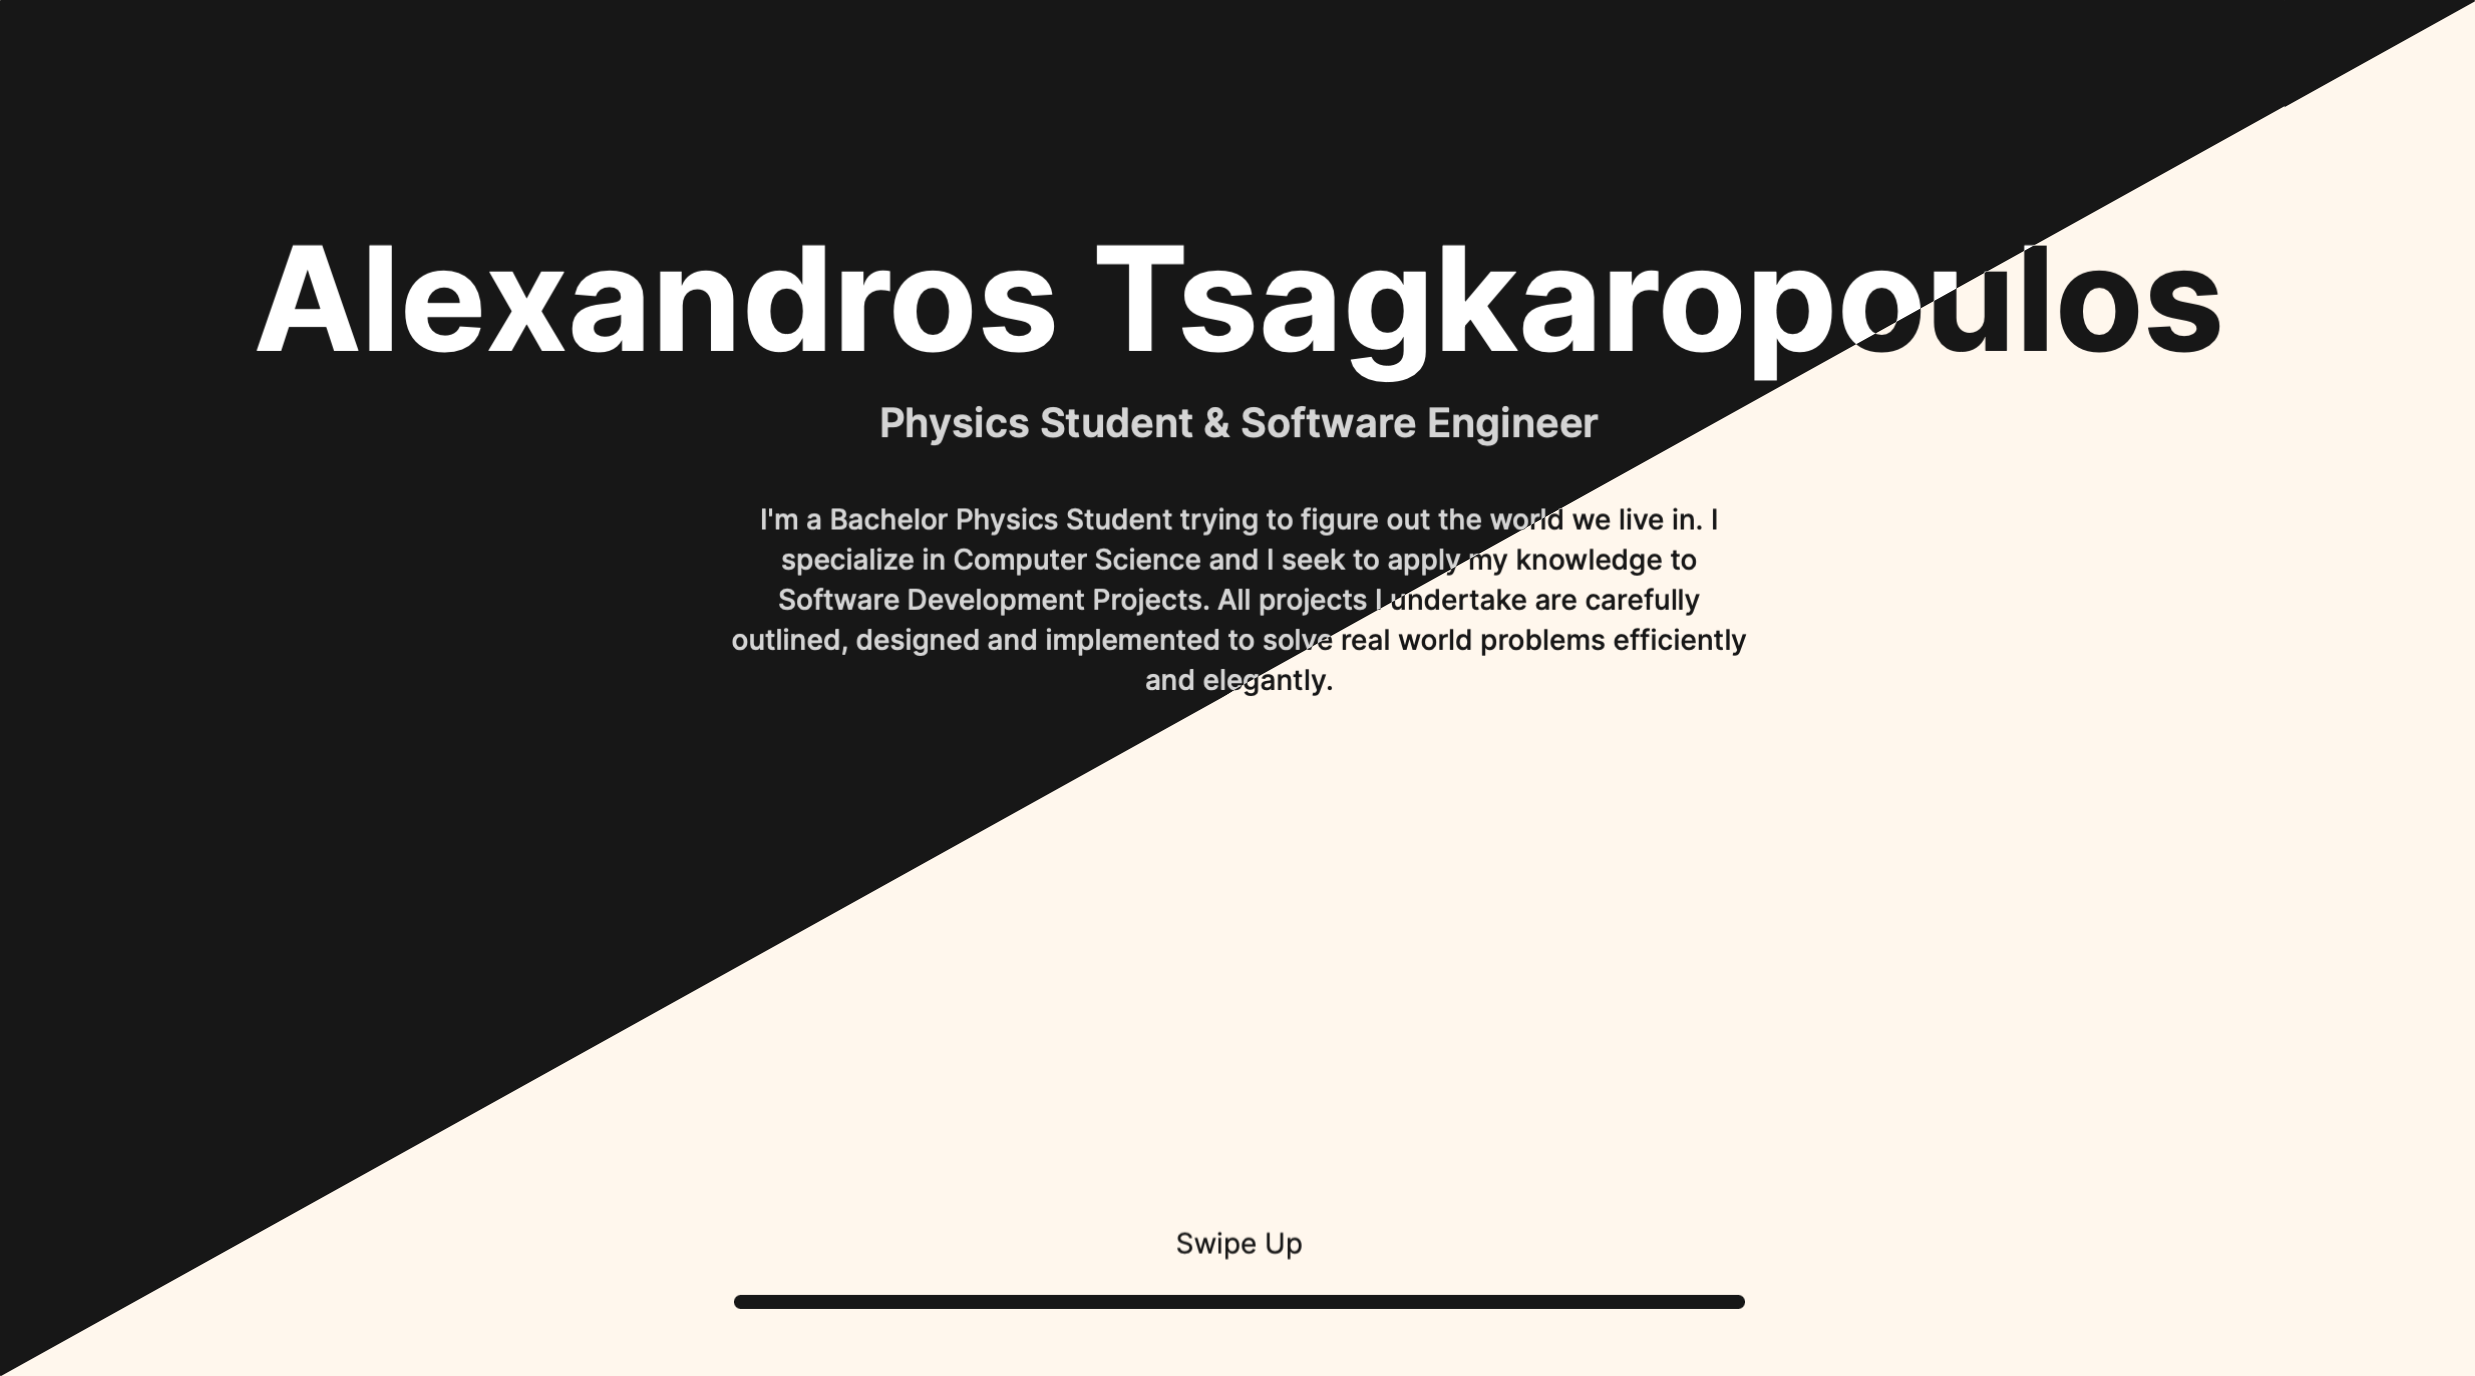 Alexandros Tsagkaropoulos
Physics Student & Software Engineer
I'm a Bachelor Physics Student trying to figure out the world we live in. I
specialize in Computer Science and I seek to apply my knowledge to
Software Development Projects. All projects I undertake are carefully
outlined, designed and implemented to solve real world problems efficiently
and elegantly.
Swipe Up